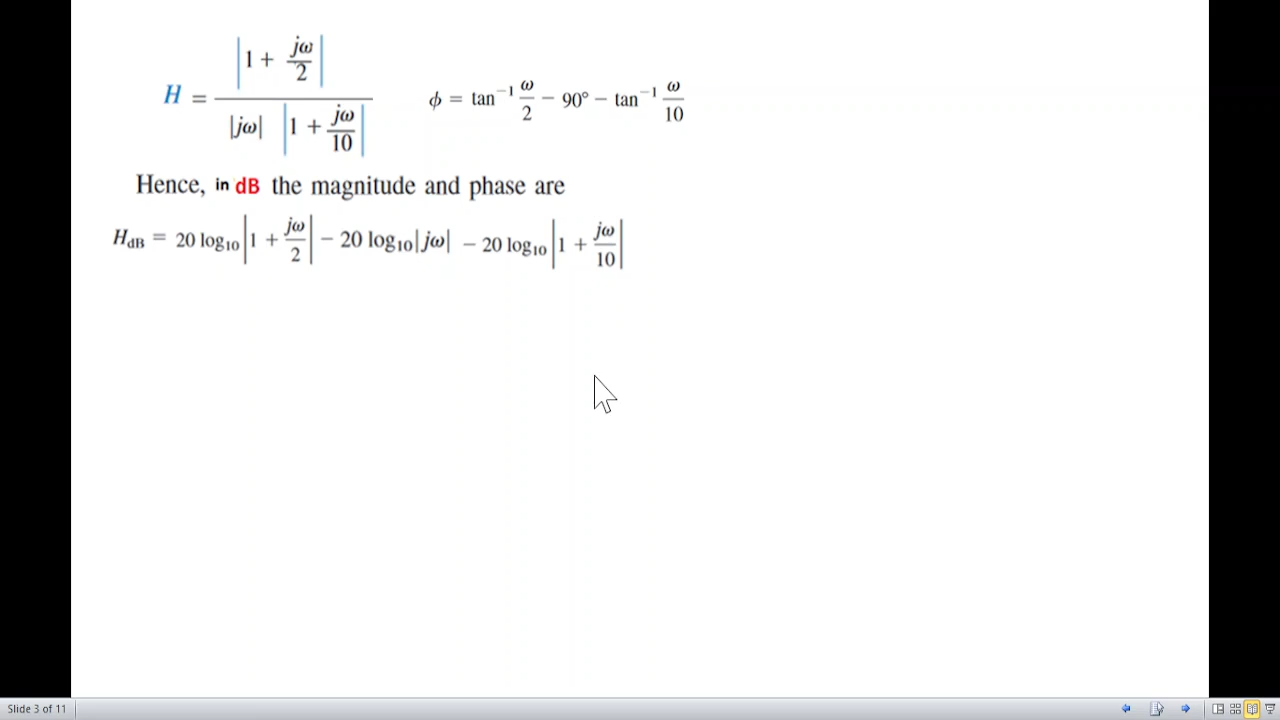 H = |1 + jω/2| / |jω| |1 + jω/10|
ϕ = tan⁻¹ ω/2 − 90° − tan⁻¹ ω/10
Hence, in dB the magnitude and phase are
H_dB = 20 log₁₀|1 + jω/2| − 20 log₁₀|jω| − 20 log₁₀|1 + jω/10|
Slide 3 of 11